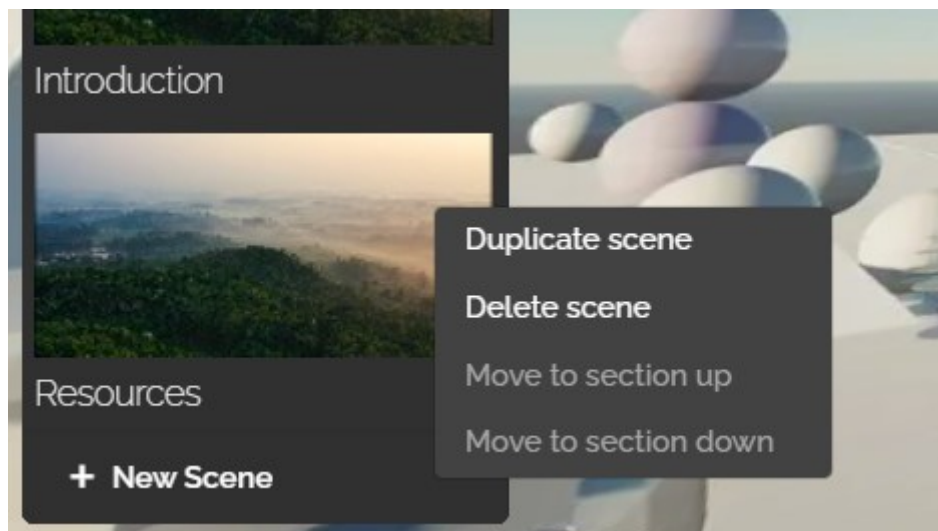 Introduction
Resources
+ New Scene
Duplicate scene
Delete scene
Move to section up
Move to section down